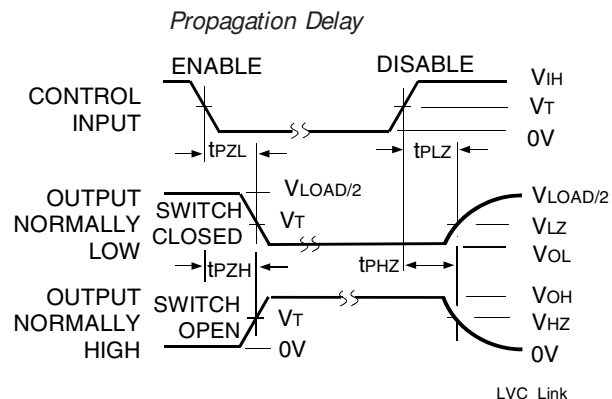 Propagation Delay
ENABLE DISABLE
CONTROL INPUT
VIH
VT
0V
tPZL tPLZ
OUTPUT NORMALLY LOW
SWITCH CLOSED
VLOAD/2
VT
VLOAD/2
VLZ
VOL
tPZH tPHZ
OUTPUT NORMALLY HIGH
SWITCH OPEN
VT
0V
VOH
VHZ
0V
LVC Link